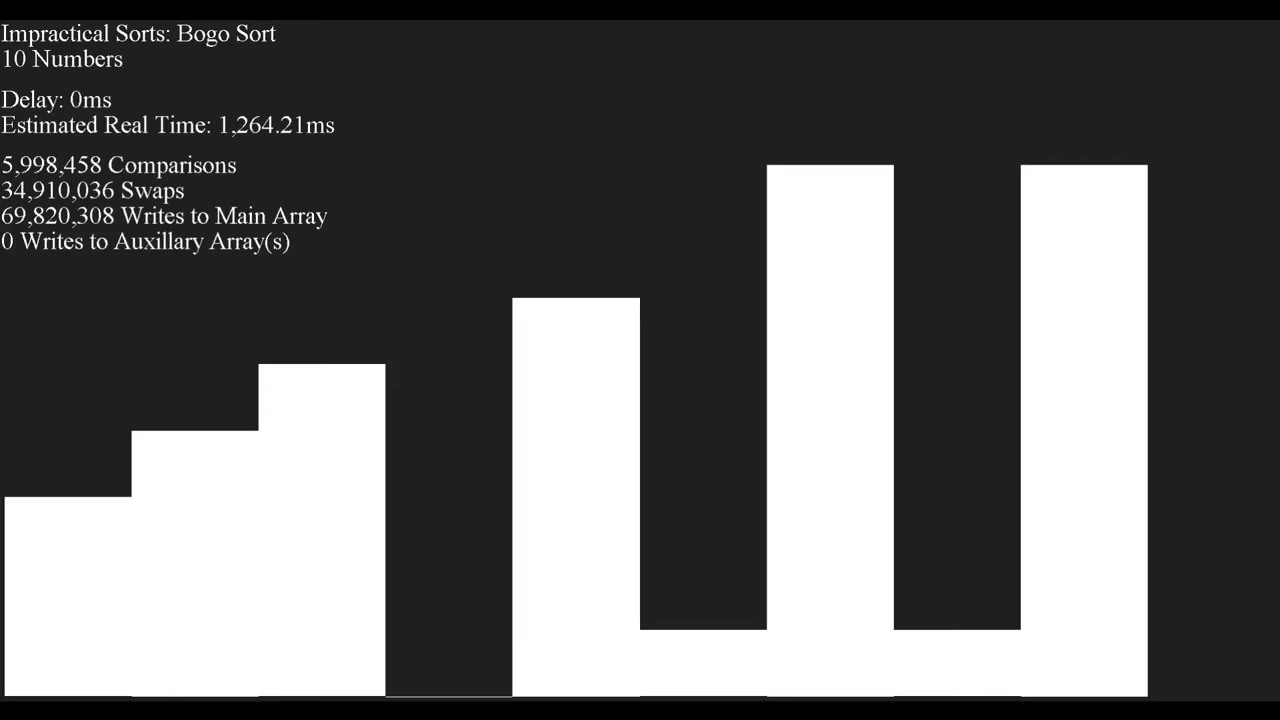 Impractical Sorts: Bogo Sort
10 Numbers
Delay: 0ms
Estimated Real Time: 1,264.21ms
5,998,458 Comparisons
34,910,036 Swaps
69,820,308 Writes to Main Array
0 Writes to Auxillary Array(s)